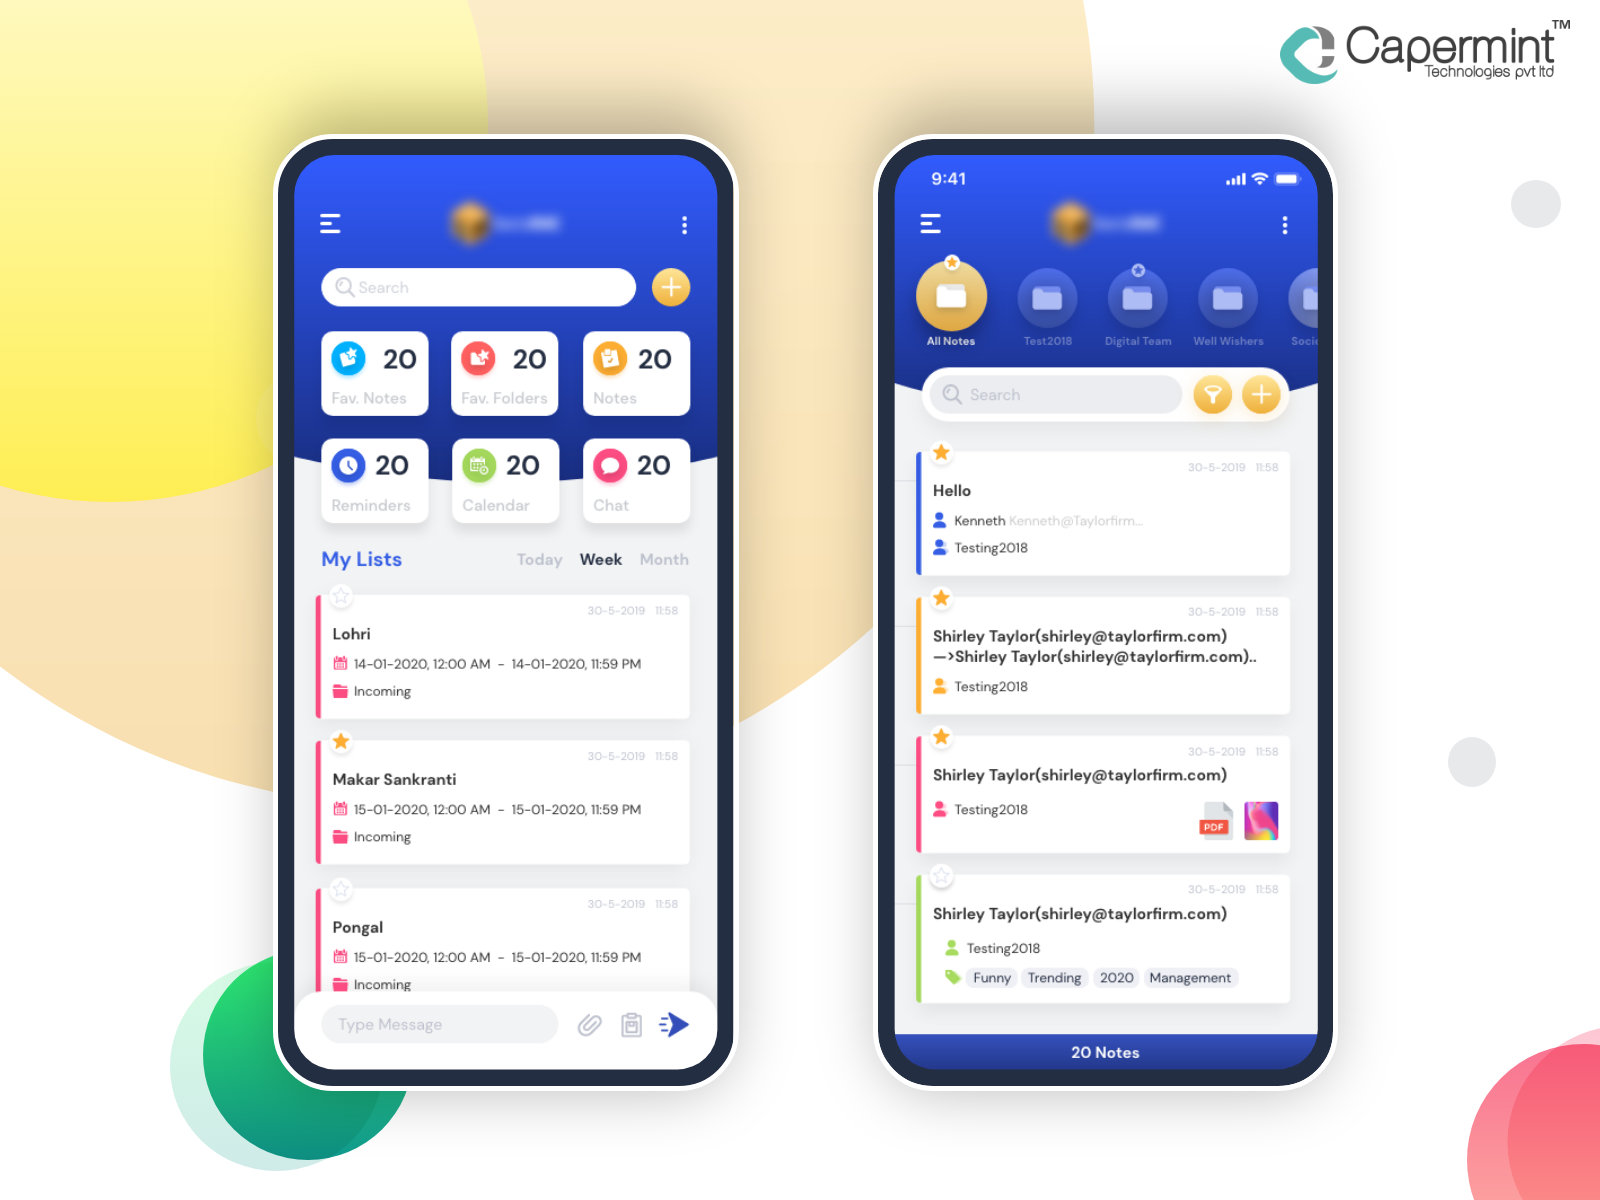 Capermint™
Technologies pvt ltd
Search
20
20
20
Fav. Notes
Fav. Folders
Notes
20
20
20
Reminders
Calendar
Chat
My Lists
Today Week Month
30-5-2019 11:58
Lohri
14-01-2020, 12:00 AM - 14-01-2020, 11:59 PM
Incoming
30-5-2019 11:58
Makar Sankranti
15-01-2020, 12:00 AM - 15-01-2020, 11:59 PM
Incoming
30-5-2019 11:58
Pongal
15-01-2020, 12:00 AM - 15-01-2020, 11:59 PM
Incoming
Type Message
9:41
All Notes
Test2018
Digital Team
Well Wishers
Socie
Search
30-5-2019 11:58
Hello
Kenneth Kenneth@Taylorfirm...
Testing2018
30-5-2019 11:58
Shirley Taylor(shirley@taylorfirm.com)
—>Shirley Taylor(shirley@taylorfirm.com)..
Testing2018
30-5-2019 11:58
Shirley Taylor(shirley@taylorfirm.com)
Testing2018
PDF
30-5-2019 11:58
Shirley Taylor(shirley@taylorfirm.com)
Testing2018
Funny Trending 2020 Management
20 Notes